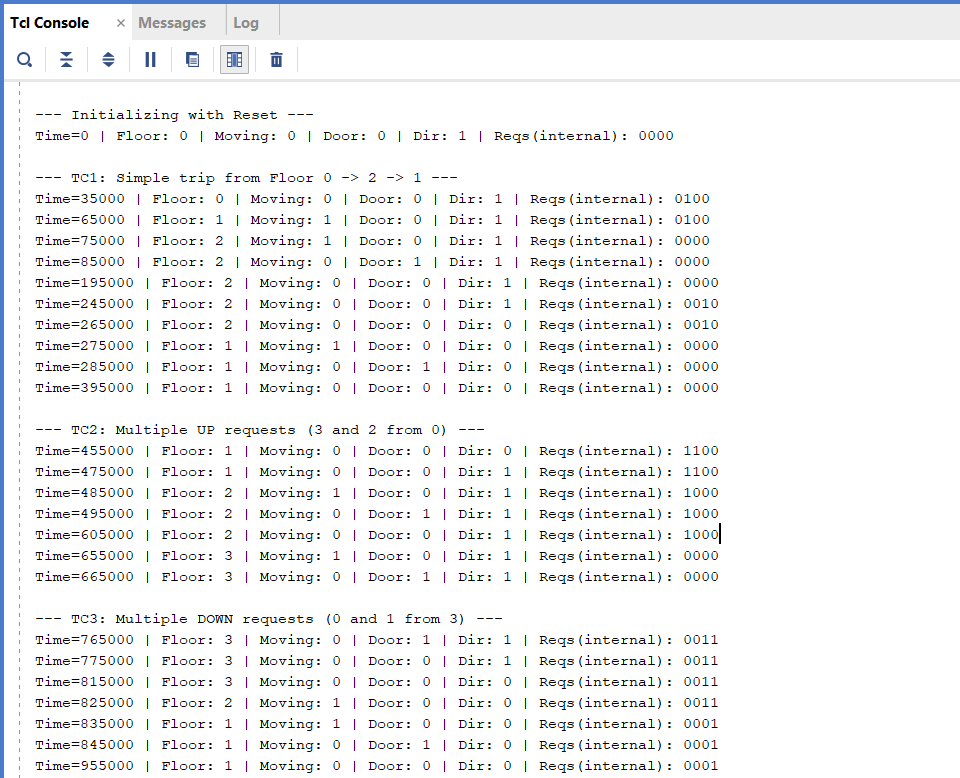 Tcl Console × Messages Log
--- Initializing with Reset ---
Time=0 | Floor: 0 | Moving: 0 | Door: 0 | Dir: 1 | Reqs(internal): 0000
--- TC1: Simple trip from Floor 0 -> 2 -> 1 ---
Time=35000 | Floor: 0 | Moving: 0 | Door: 0 | Dir: 1 | Reqs(internal): 0100
Time=65000 | Floor: 1 | Moving: 1 | Door: 0 | Dir: 1 | Reqs(internal): 0100
Time=75000 | Floor: 2 | Moving: 1 | Door: 0 | Dir: 1 | Reqs(internal): 0000
Time=85000 | Floor: 2 | Moving: 0 | Door: 1 | Dir: 1 | Reqs(internal): 0000
Time=195000 | Floor: 2 | Moving: 0 | Door: 0 | Dir: 1 | Reqs(internal): 0000
Time=245000 | Floor: 2 | Moving: 0 | Door: 0 | Dir: 1 | Reqs(internal): 0010
Time=265000 | Floor: 2 | Moving: 0 | Door: 0 | Dir: 0 | Reqs(internal): 0010
Time=275000 | Floor: 1 | Moving: 1 | Door: 0 | Dir: 0 | Reqs(internal): 0000
Time=285000 | Floor: 1 | Moving: 0 | Door: 1 | Dir: 0 | Reqs(internal): 0000
Time=395000 | Floor: 1 | Moving: 0 | Door: 0 | Dir: 0 | Reqs(internal): 0000
--- TC2: Multiple UP requests (3 and 2 from 0) ---
Time=455000 | Floor: 1 | Moving: 0 | Door: 0 | Dir: 0 | Reqs(internal): 1100
Time=475000 | Floor: 1 | Moving: 0 | Door: 0 | Dir: 1 | Reqs(internal): 1100
Time=485000 | Floor: 2 | Moving: 1 | Door: 0 | Dir: 1 | Reqs(internal): 1000
Time=495000 | Floor: 2 | Moving: 0 | Door: 1 | Dir: 1 | Reqs(internal): 1000
Time=605000 | Floor: 2 | Moving: 0 | Door: 0 | Dir: 1 | Reqs(internal): 1000
Time=655000 | Floor: 3 | Moving: 1 | Door: 0 | Dir: 1 | Reqs(internal): 0000
Time=665000 | Floor: 3 | Moving: 0 | Door: 1 | Dir: 1 | Reqs(internal): 0000
--- TC3: Multiple DOWN requests (0 and 1 from 3) ---
Time=765000 | Floor: 3 | Moving: 0 | Door: 1 | Dir: 1 | Reqs(internal): 0011
Time=775000 | Floor: 3 | Moving: 0 | Door: 0 | Dir: 1 | Reqs(internal): 0011
Time=815000 | Floor: 3 | Moving: 0 | Door: 0 | Dir: 0 | Reqs(internal): 0011
Time=825000 | Floor: 2 | Moving: 1 | Door: 0 | Dir: 0 | Reqs(internal): 0011
Time=835000 | Floor: 1 | Moving: 1 | Door: 0 | Dir: 0 | Reqs(internal): 0001
Time=845000 | Floor: 1 | Moving: 0 | Door: 1 | Dir: 0 | Reqs(internal): 0001
Time=955000 | Floor: 1 | Moving: 0 | Door: 0 | Dir: 0 | Reqs(internal): 0001